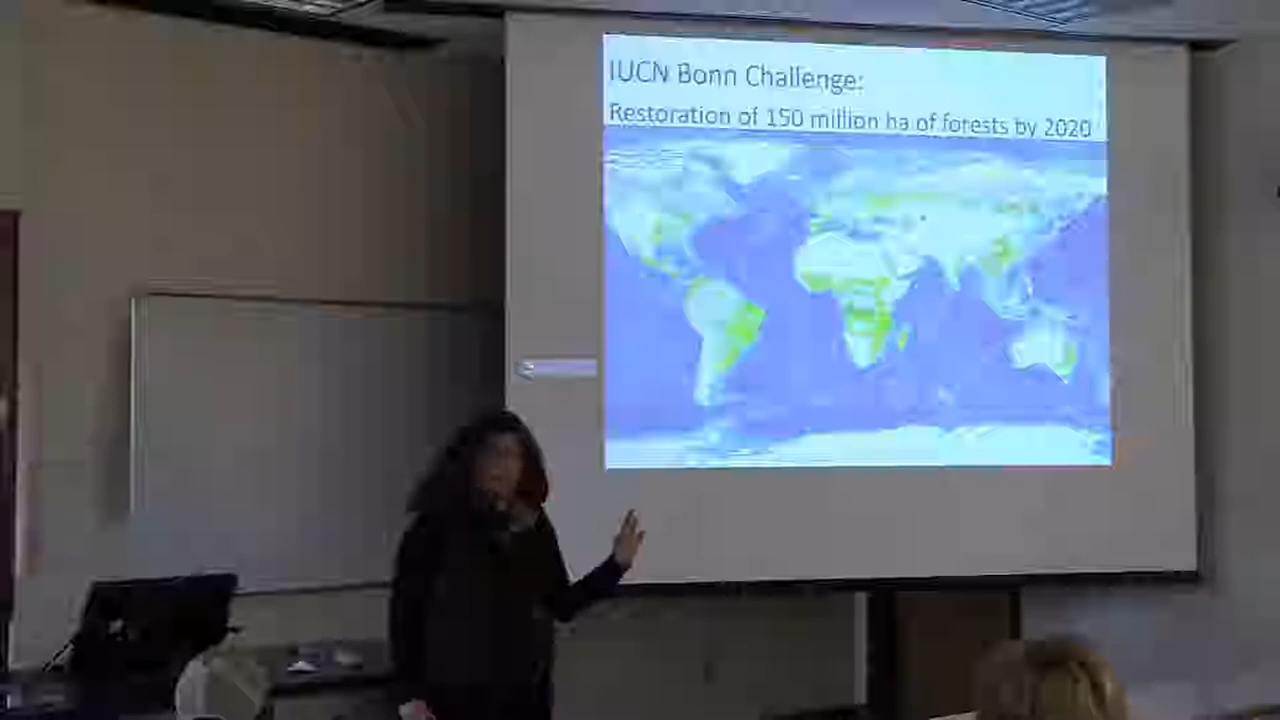 IUCN Bonn Challenge:
Restoration of 150 million ha of forests by 2020